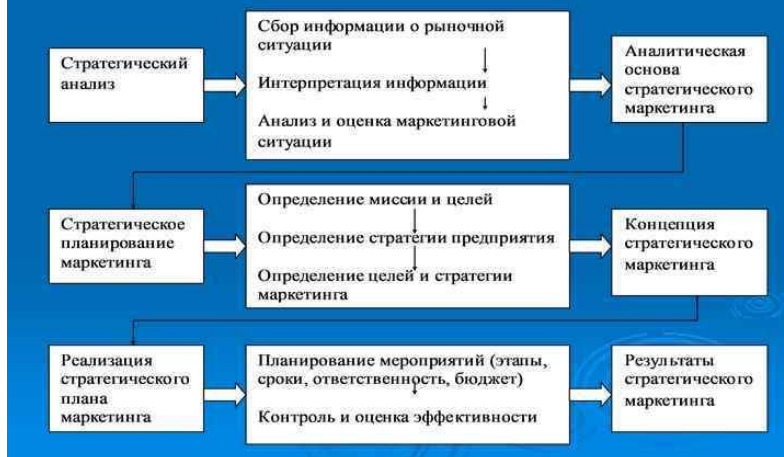 Стратегический
анализ
Сбор информации о рыночной
ситуации
Интерпретация информации
Анализ и оценка маркетинговой
ситуации
Аналитическая
основа
стратегического
маркетинга
Стратегическое
планирование
маркетинга
Определение миссии и целей
Определение стратегии предприятия
Определение целей и стратегии
маркетинга
Концепция
стратегического
маркетинга
Реализация
стратегического
плана
маркетинга
Планирование мероприятий (этапы,
сроки, ответственность, бюджет)
Контроль и оценка эффективности
Результаты
стратегического
маркетинга